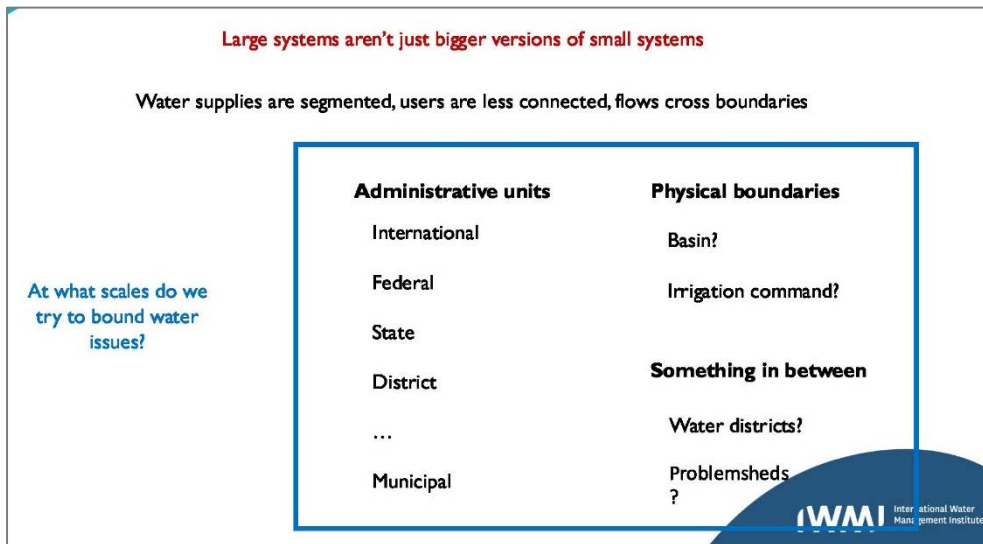 Large systems aren't just bigger versions of small systems
Water supplies are segmented, users are less connected, flows cross boundaries
At what scales do we
try to bound water
issues?
Administrative units
International
Federal
State
District
...
Municipal
Physical boundaries
Basin?
Irrigation command?
Something in between
Water districts?
Problemsheds
?
IWMI
International Water
Management Institute